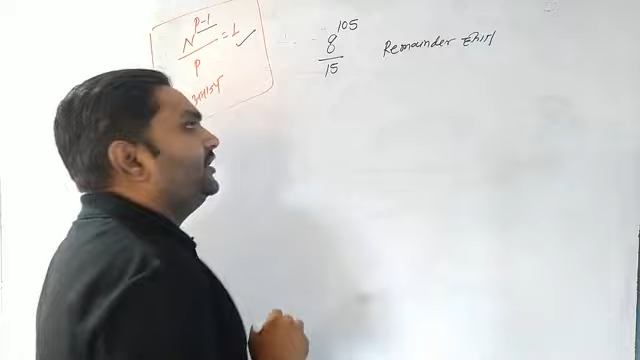 N^{P-1}/P = 1 ✓
8^{105}/15 Remainder